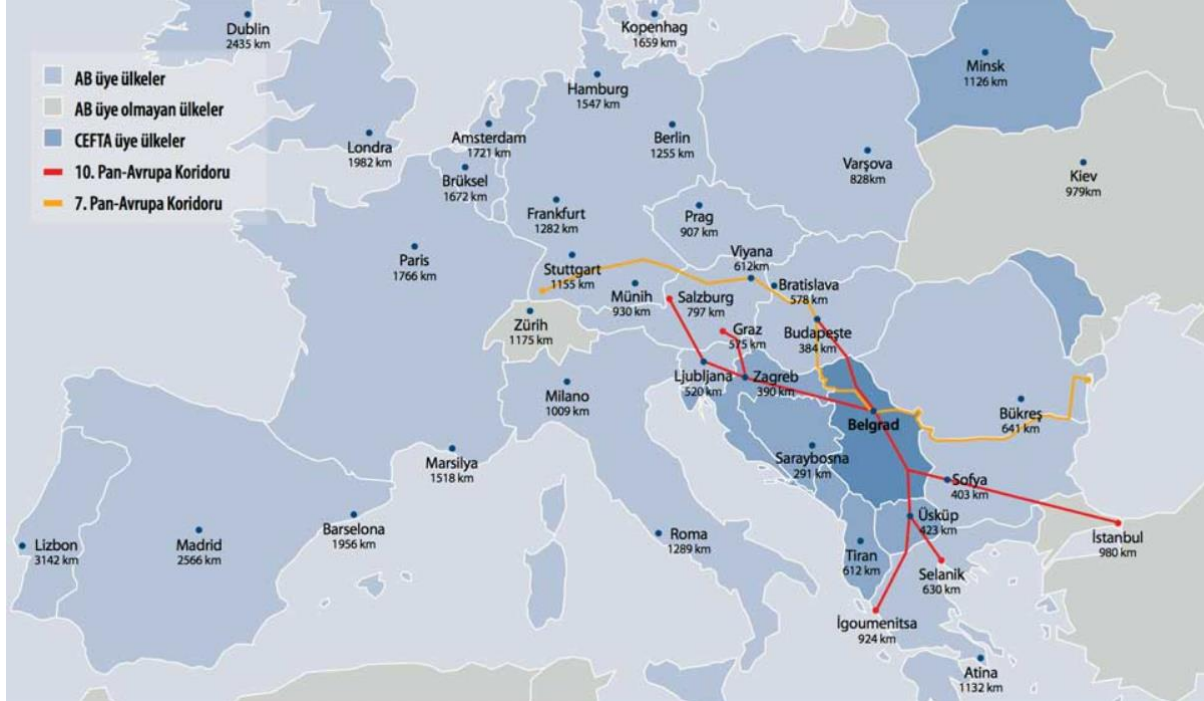 Dublin
2435 km
Kopenhag
1659 km
Minsk
1126 km
AB üye ülkeler
AB üye olmayan ülkeler
CEFTA üye ülkeler
10. Pan-Avrupa Koridoru
7. Pan-Avrupa Koridoru
Hamburg
1547 km
Londra
1982 km
Amsterdam
1721 km
Berlin
1255 km
Brüksel
1672 km
Varşova
828km
Kiev
979km
Frankfurt
1282 km
Prag
907 km
Paris
1766 km
Stuttgart
1155 km
Viyana
612km
Münih
930 km
Bratislava
578 km
Salzburg
797 km
Zürih
1175 km
Graz
575 km
Budapeşte
384 km
Milano
1009 km
Ljubljana
520 km
Zagreb
390 km
Belgrad
Bükreş
641 km
Marsilya
1518 km
Saraybosna
291 km
Sofya
403 km
Lizbon
3142 km
Madrid
2566 km
Barselona
1956 km
Roma
1289 km
Üsküp
423 km
İstanbul
980 km
Tiran
612 km
Selanik
630 km
İgoumenitsa
924 km
Atina
1132 km